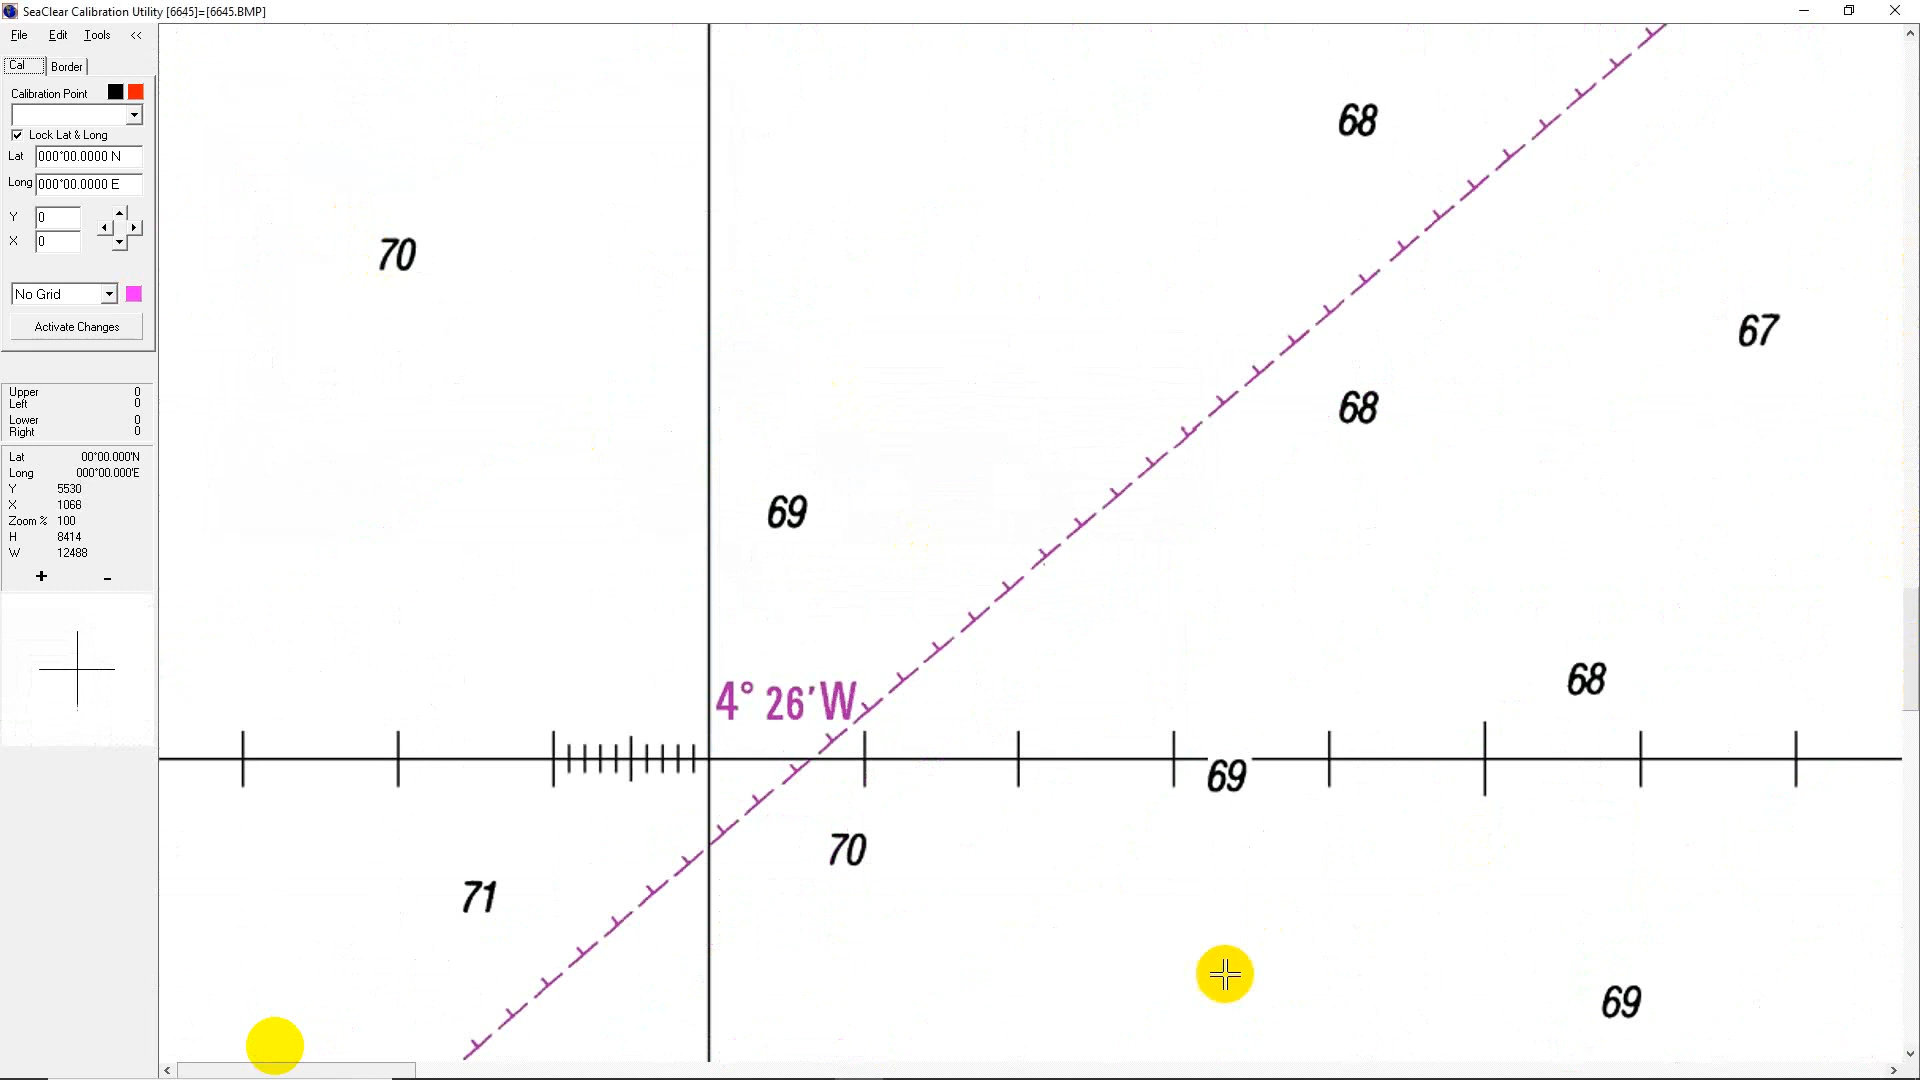 SeaClear Calibration Utility [6645]=[6645.BMP]
File Edit Tools <<
Cal Border
Calibration Point
Lock Lat & Long
Lat 000°00.0000 N
Long 000°00.0000 E
Y 0
X 0
No Grid
Activate Changes
Upper 0
Left 0
Lower 0
Right 0
Lat 00°00.000'N
Long 000°00.000'E
Y 5530
X 1068
Zoom % 100
H 8414
W 12488
+ -
68
70
67
68
69
68
4° 26'W
69
70
71
69